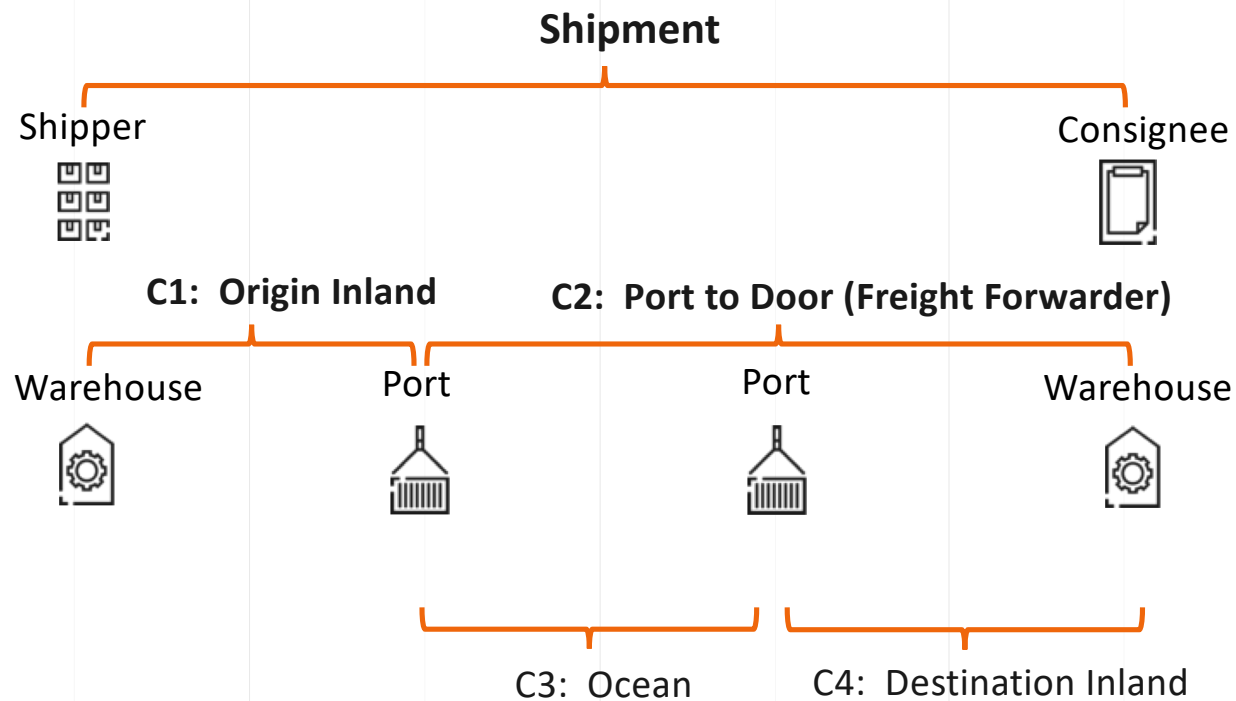 Shipment
Shipper
Consignee
C1: Origin Inland
C2: Port to Door (Freight Forwarder)
Warehouse
Port
Port
Warehouse
C3: Ocean
C4: Destination Inland